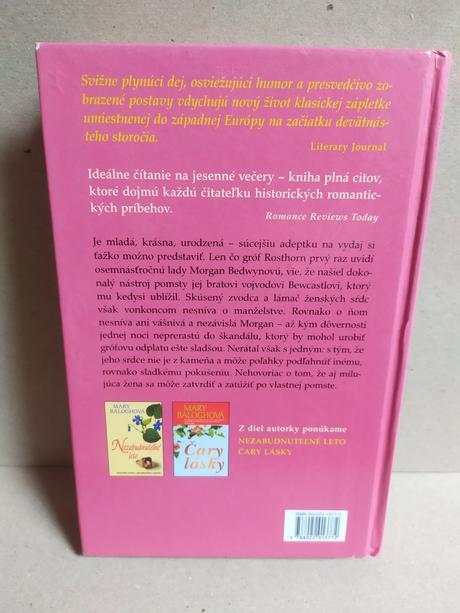 Svižne plynúci dej, osviežujúci humor a presvedčivo zo-
brazené postavy vdychujú nový život klasickej zápletke
umiestnenej do západnej Európy na začiatku devätnás-
teho storočia.
Literary Journal
Ideálne čítanie na jesenné večery – kniha plná citov,
ktoré dojmú každú čitateľku historických romantic-
kých príbehov.
Romance Reviews Today
Je mladá, krásna, urodzená – súcejšiu adeptku na vydaj si
ťažko možno predstaviť. Len čo gróf Rosthorn prvý raz uvidí
osemnásťročnú lady Morgan Bedwynovú, vie, že našiel doko-
nalý nástroj pomsty jej bratovi vojvodovi Bewcastlovi, ktorý
mu kedysi ublížil. Skúsený zvodca a lámač ženských sŕdc
však vonkoncom nesníva o manželstve. Rovnako o ňom
nesníva ani vášnivá a nezávislá Morgan – až kým dôvernosti
jednej noci neprerastú do škandálu, ktorý by mohol urobiť
grófovu odplatu ešte sladšou. Nerátal však s jedným: s tým, že
jeho srdce nie je z kameňa a môže poľahky podľahnúť inému,
rovnako sladkému pokušeniu. Nehovoriac o tom, že aj milu-
júca žena sa môže zatvrdiť a zatúžiť po vlastnej pomste.
MARY
BALOGHOVÁ
Nezabudnuteľné
leto
MARY
BALOGHOVÁ
Čary
lásky
Z diel autorky ponúkame
NEZABUDNUTEĽNÉ LETO
ČARY LÁSKY